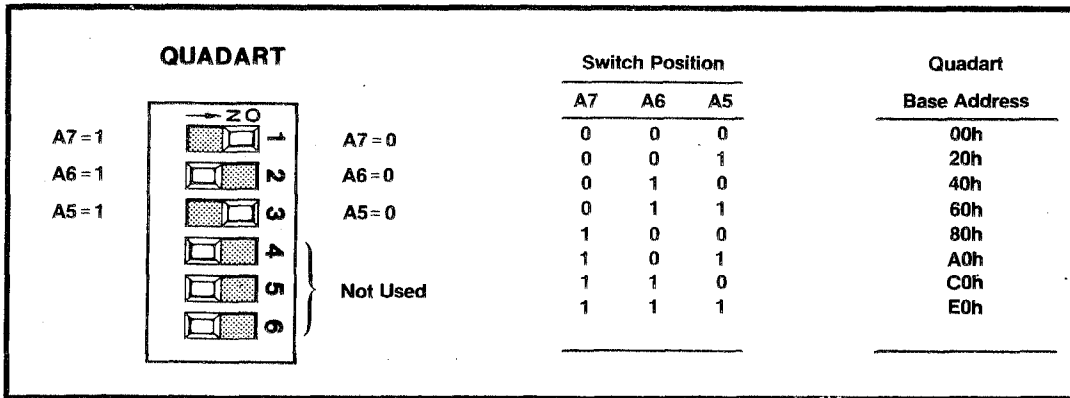 QUADART
ON
1
2
3
4
5
6
A7=1
A6=1
A5=1
A7=0
A6=0
A5=0
Not Used
Switch Position Quadart
A7 A6 A5 Base Address
0 0 0 00h
0 0 1 20h
0 1 0 40h
0 1 1 60h
1 0 0 80h
1 0 1 A0h
1 1 0 C0h
1 1 1 E0h